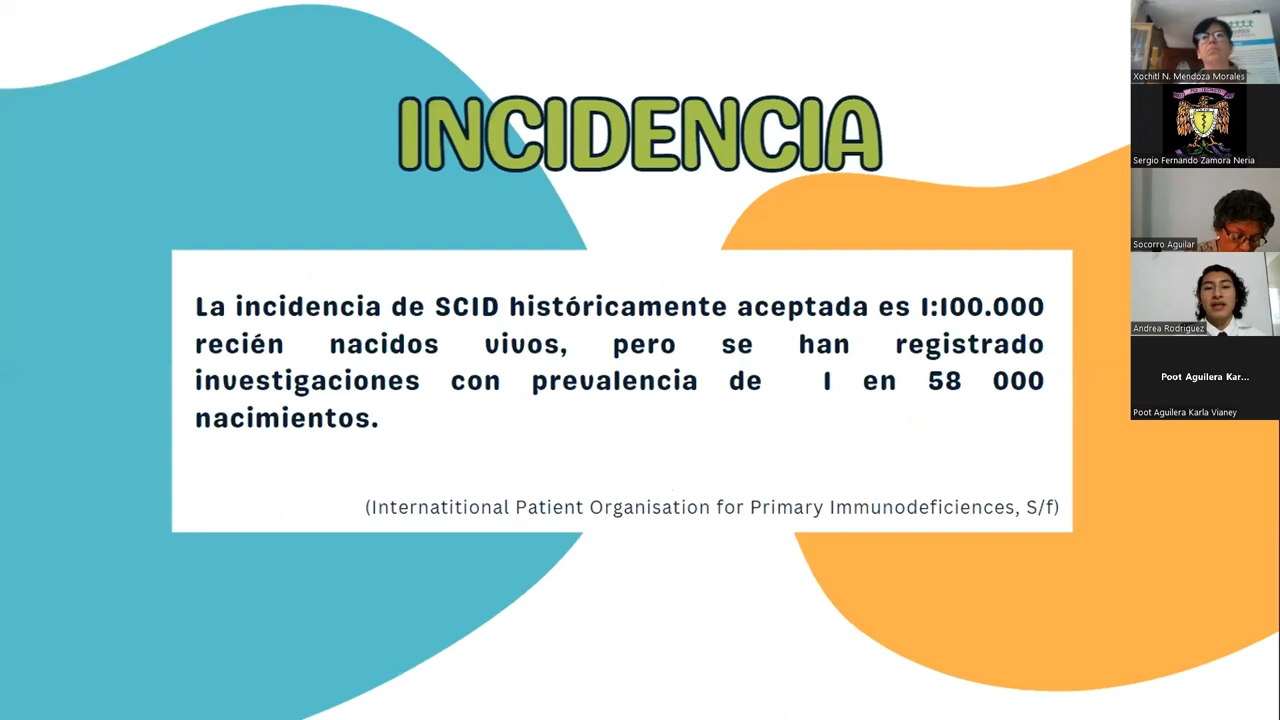 INCIDENCIA
La incidencia de SCID históricamente aceptada es 1:100.000
recién nacidos vivos, pero se han registrado
investigaciones con prevalencia de 1 en 58 000
nacimientos.
(Internatitional Patient Organisation for Primary Immunodeficiences, S/f)
Xochitl N. Mendoza Morales
Sergio Fernando Zamora Neria
Socorro Aguilar
Andrea Rodriguez
Poot Aguilera Kar...
Poot Aguilera Karla Vianey